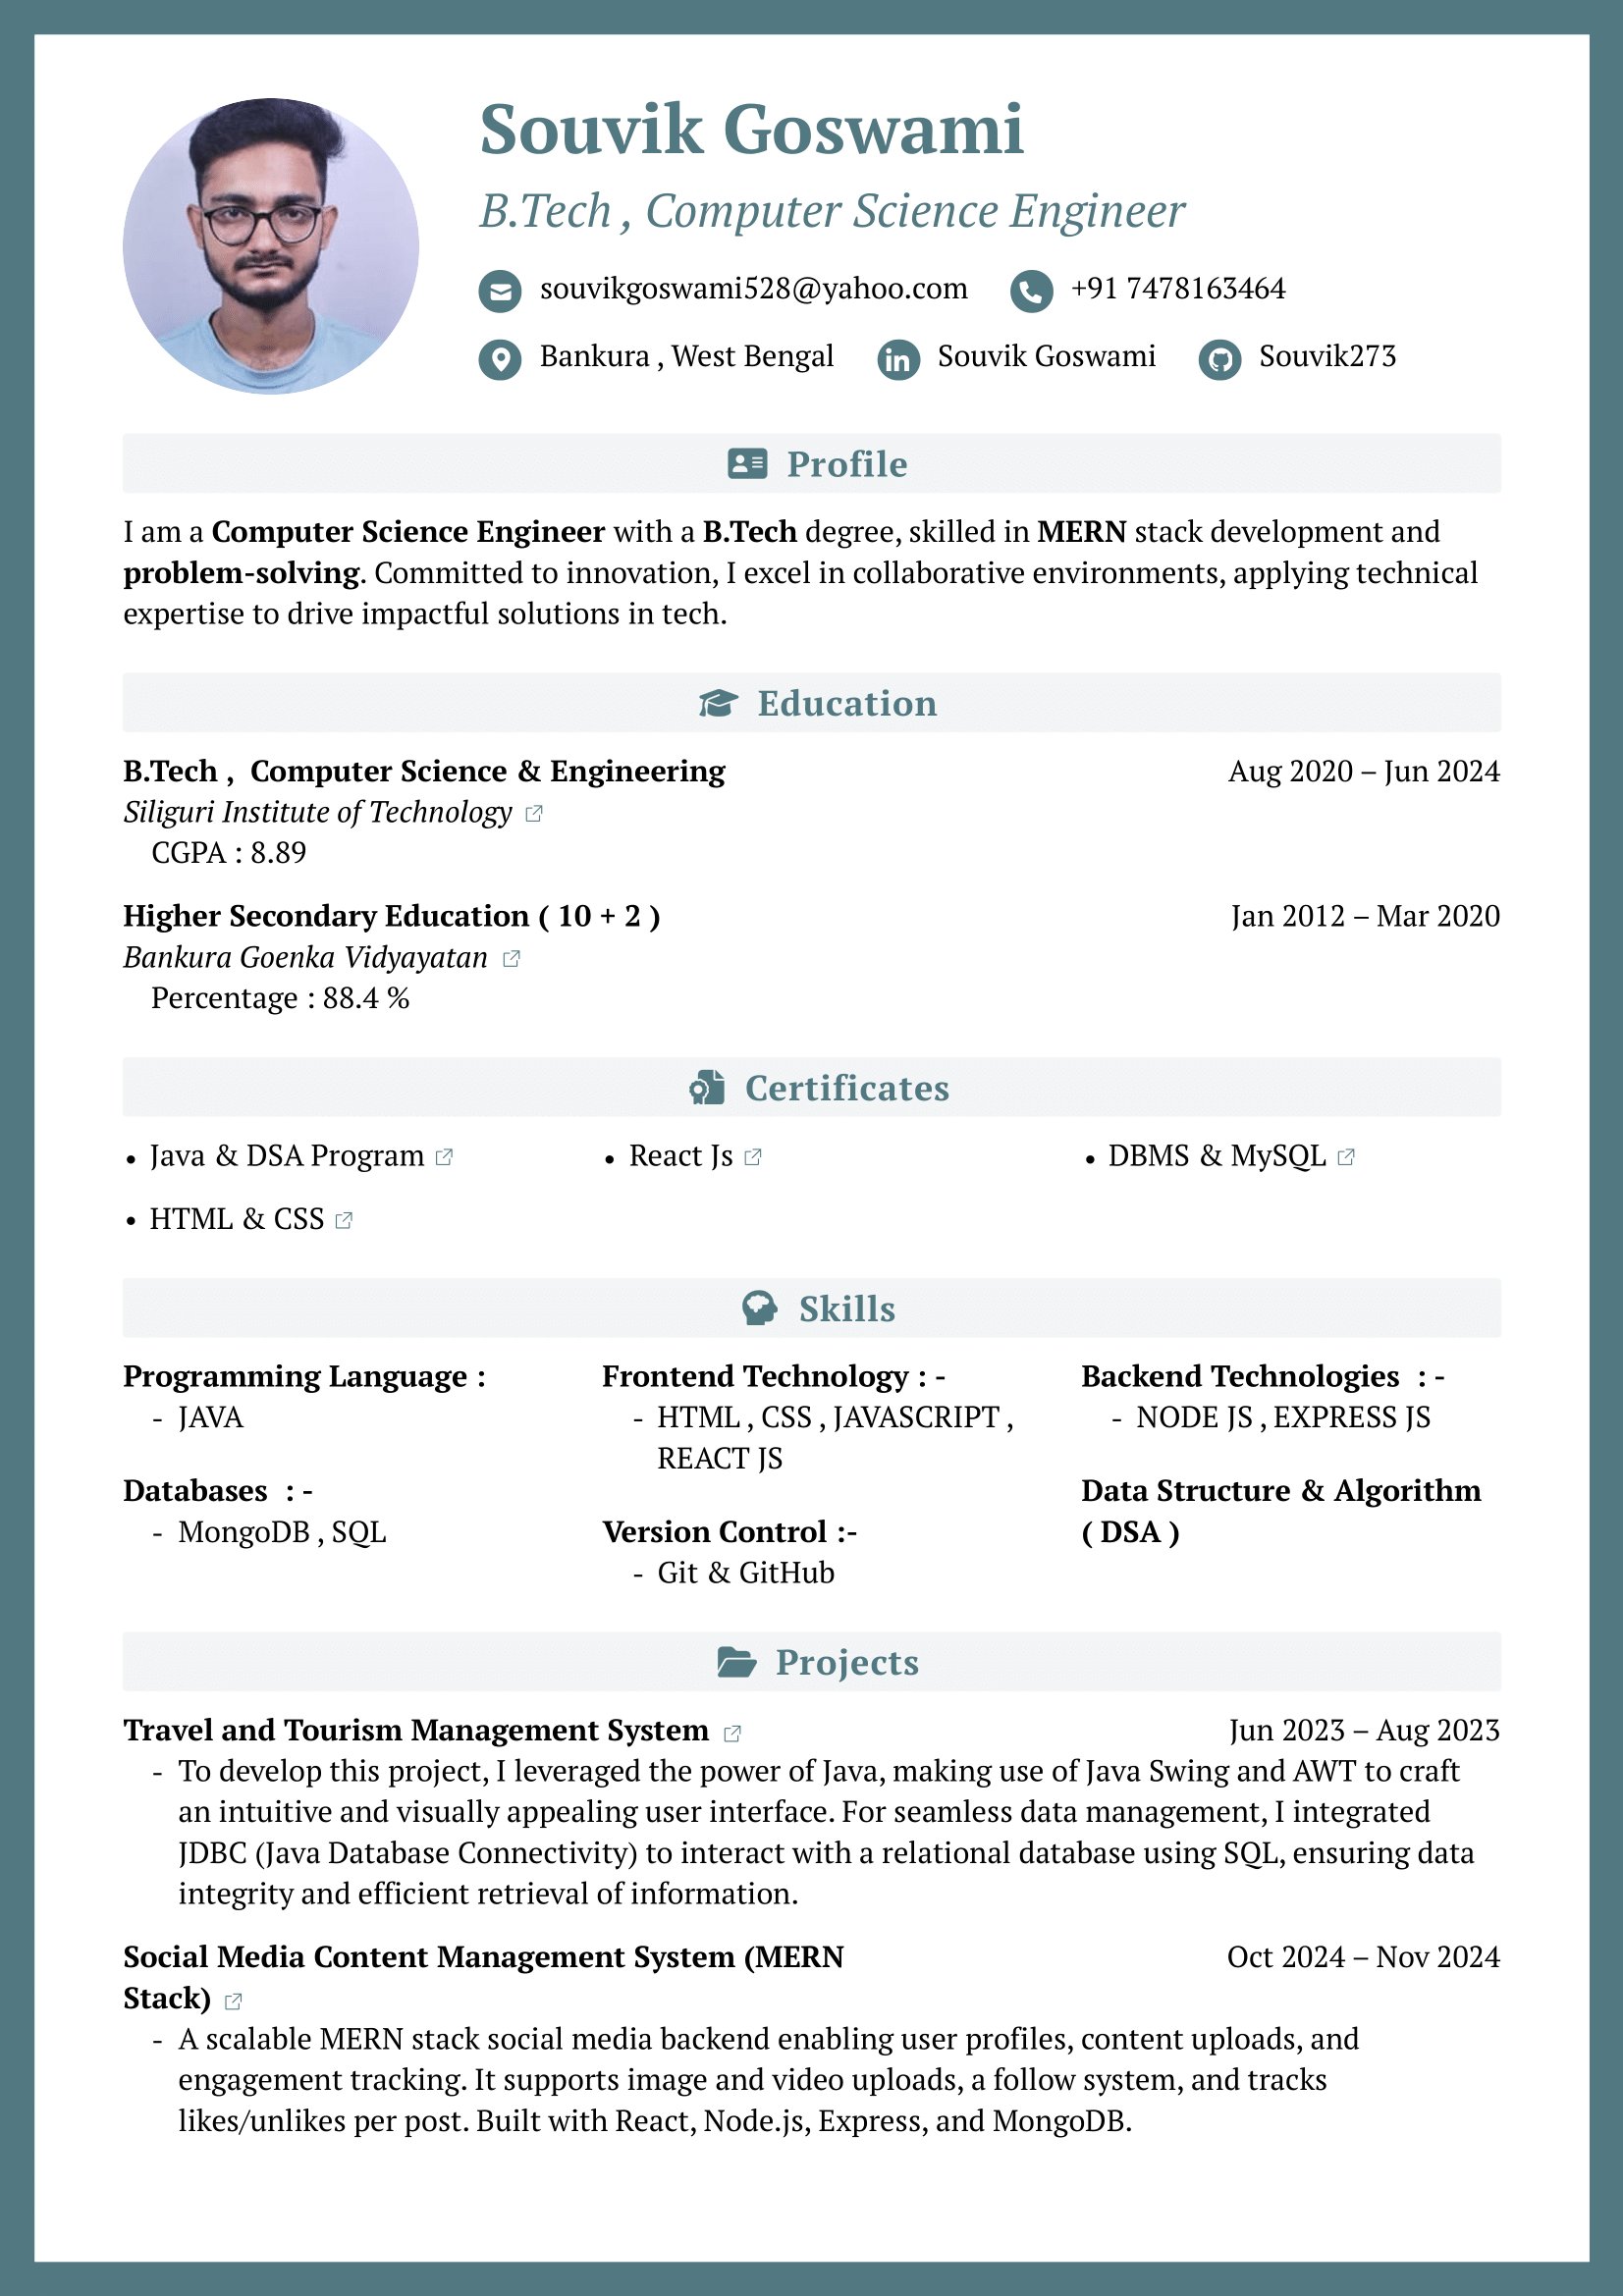 Souvik Goswami
B.Tech , Computer Science Engineer
souvikgoswami528@yahoo.com +91 7478163464
Bankura , West Bengal Souvik Goswami Souvik273
Profile
I am a Computer Science Engineer with a B.Tech degree, skilled in MERN stack development and
problem-solving. Committed to innovation, I excel in collaborative environments, applying technical
expertise to drive impactful solutions in tech.
Education
B.Tech , Computer Science & Engineering Aug 2020 – Jun 2024
Siliguri Institute of Technology
CGPA : 8.89
Higher Secondary Education ( 10 + 2 ) Jan 2012 – Mar 2020
Bankura Goenka Vidyayatan
Percentage : 88.4 %
Certificates
• Java & DSA Program • React Js • DBMS & MySQL
• HTML & CSS
Skills
Programming Language :
- JAVA
Frontend Technology : -
- HTML , CSS , JAVASCRIPT ,
REACT JS
Backend Technologies : -
- NODE JS , EXPRESS JS
Databases : -
- MongoDB , SQL
Version Control :-
- Git & GitHub
Data Structure & Algorithm
( DSA )
Projects
Travel and Tourism Management System Jun 2023 – Aug 2023
- To develop this project, I leveraged the power of Java, making use of Java Swing and AWT to craft
an intuitive and visually appealing user interface. For seamless data management, I integrated
JDBC (Java Database Connectivity) to interact with a relational database using SQL, ensuring data
integrity and efficient retrieval of information.
Social Media Content Management System (MERN Oct 2024 – Nov 2024
Stack)
- A scalable MERN stack social media backend enabling user profiles, content uploads, and
engagement tracking. It supports image and video uploads, a follow system, and tracks
likes/unlikes per post. Built with React, Node.js, Express, and MongoDB.